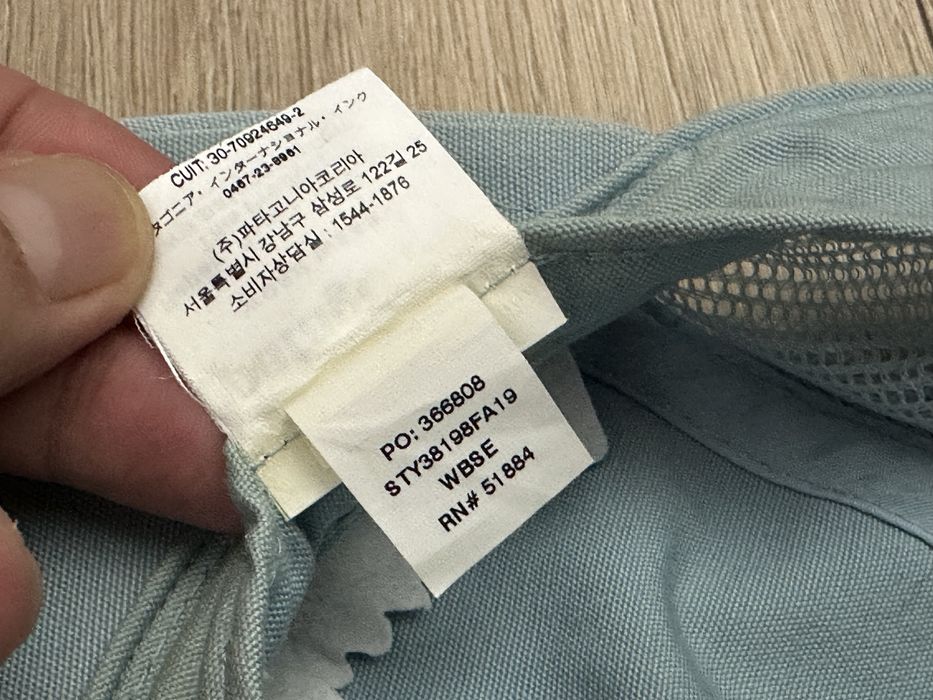 CUIT: 30-70924649-2
タゴニア・インターナショナル・インク
0467-23-8961
(주)파타고니아코리아
서울특별시 강남구 삼성로 122길 25
소비자상담실 : 1544-1876
PO: 366808
STY38198FA19
WBSE
RN# 51884